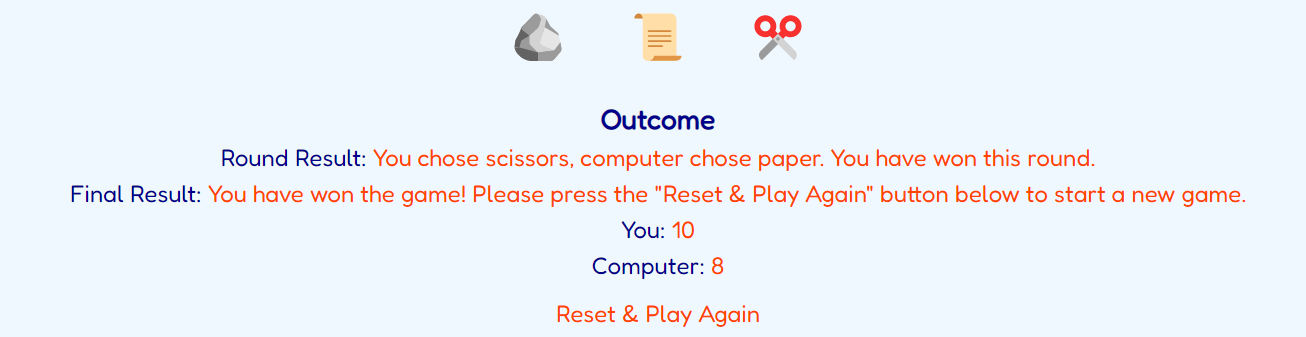 Outcome
Round Result: You chose scissors, computer chose paper. You have won this round.
Final Result: You have won the game! Please press the "Reset & Play Again" button below to start a new game.
You: 10
Computer: 8
Reset & Play Again